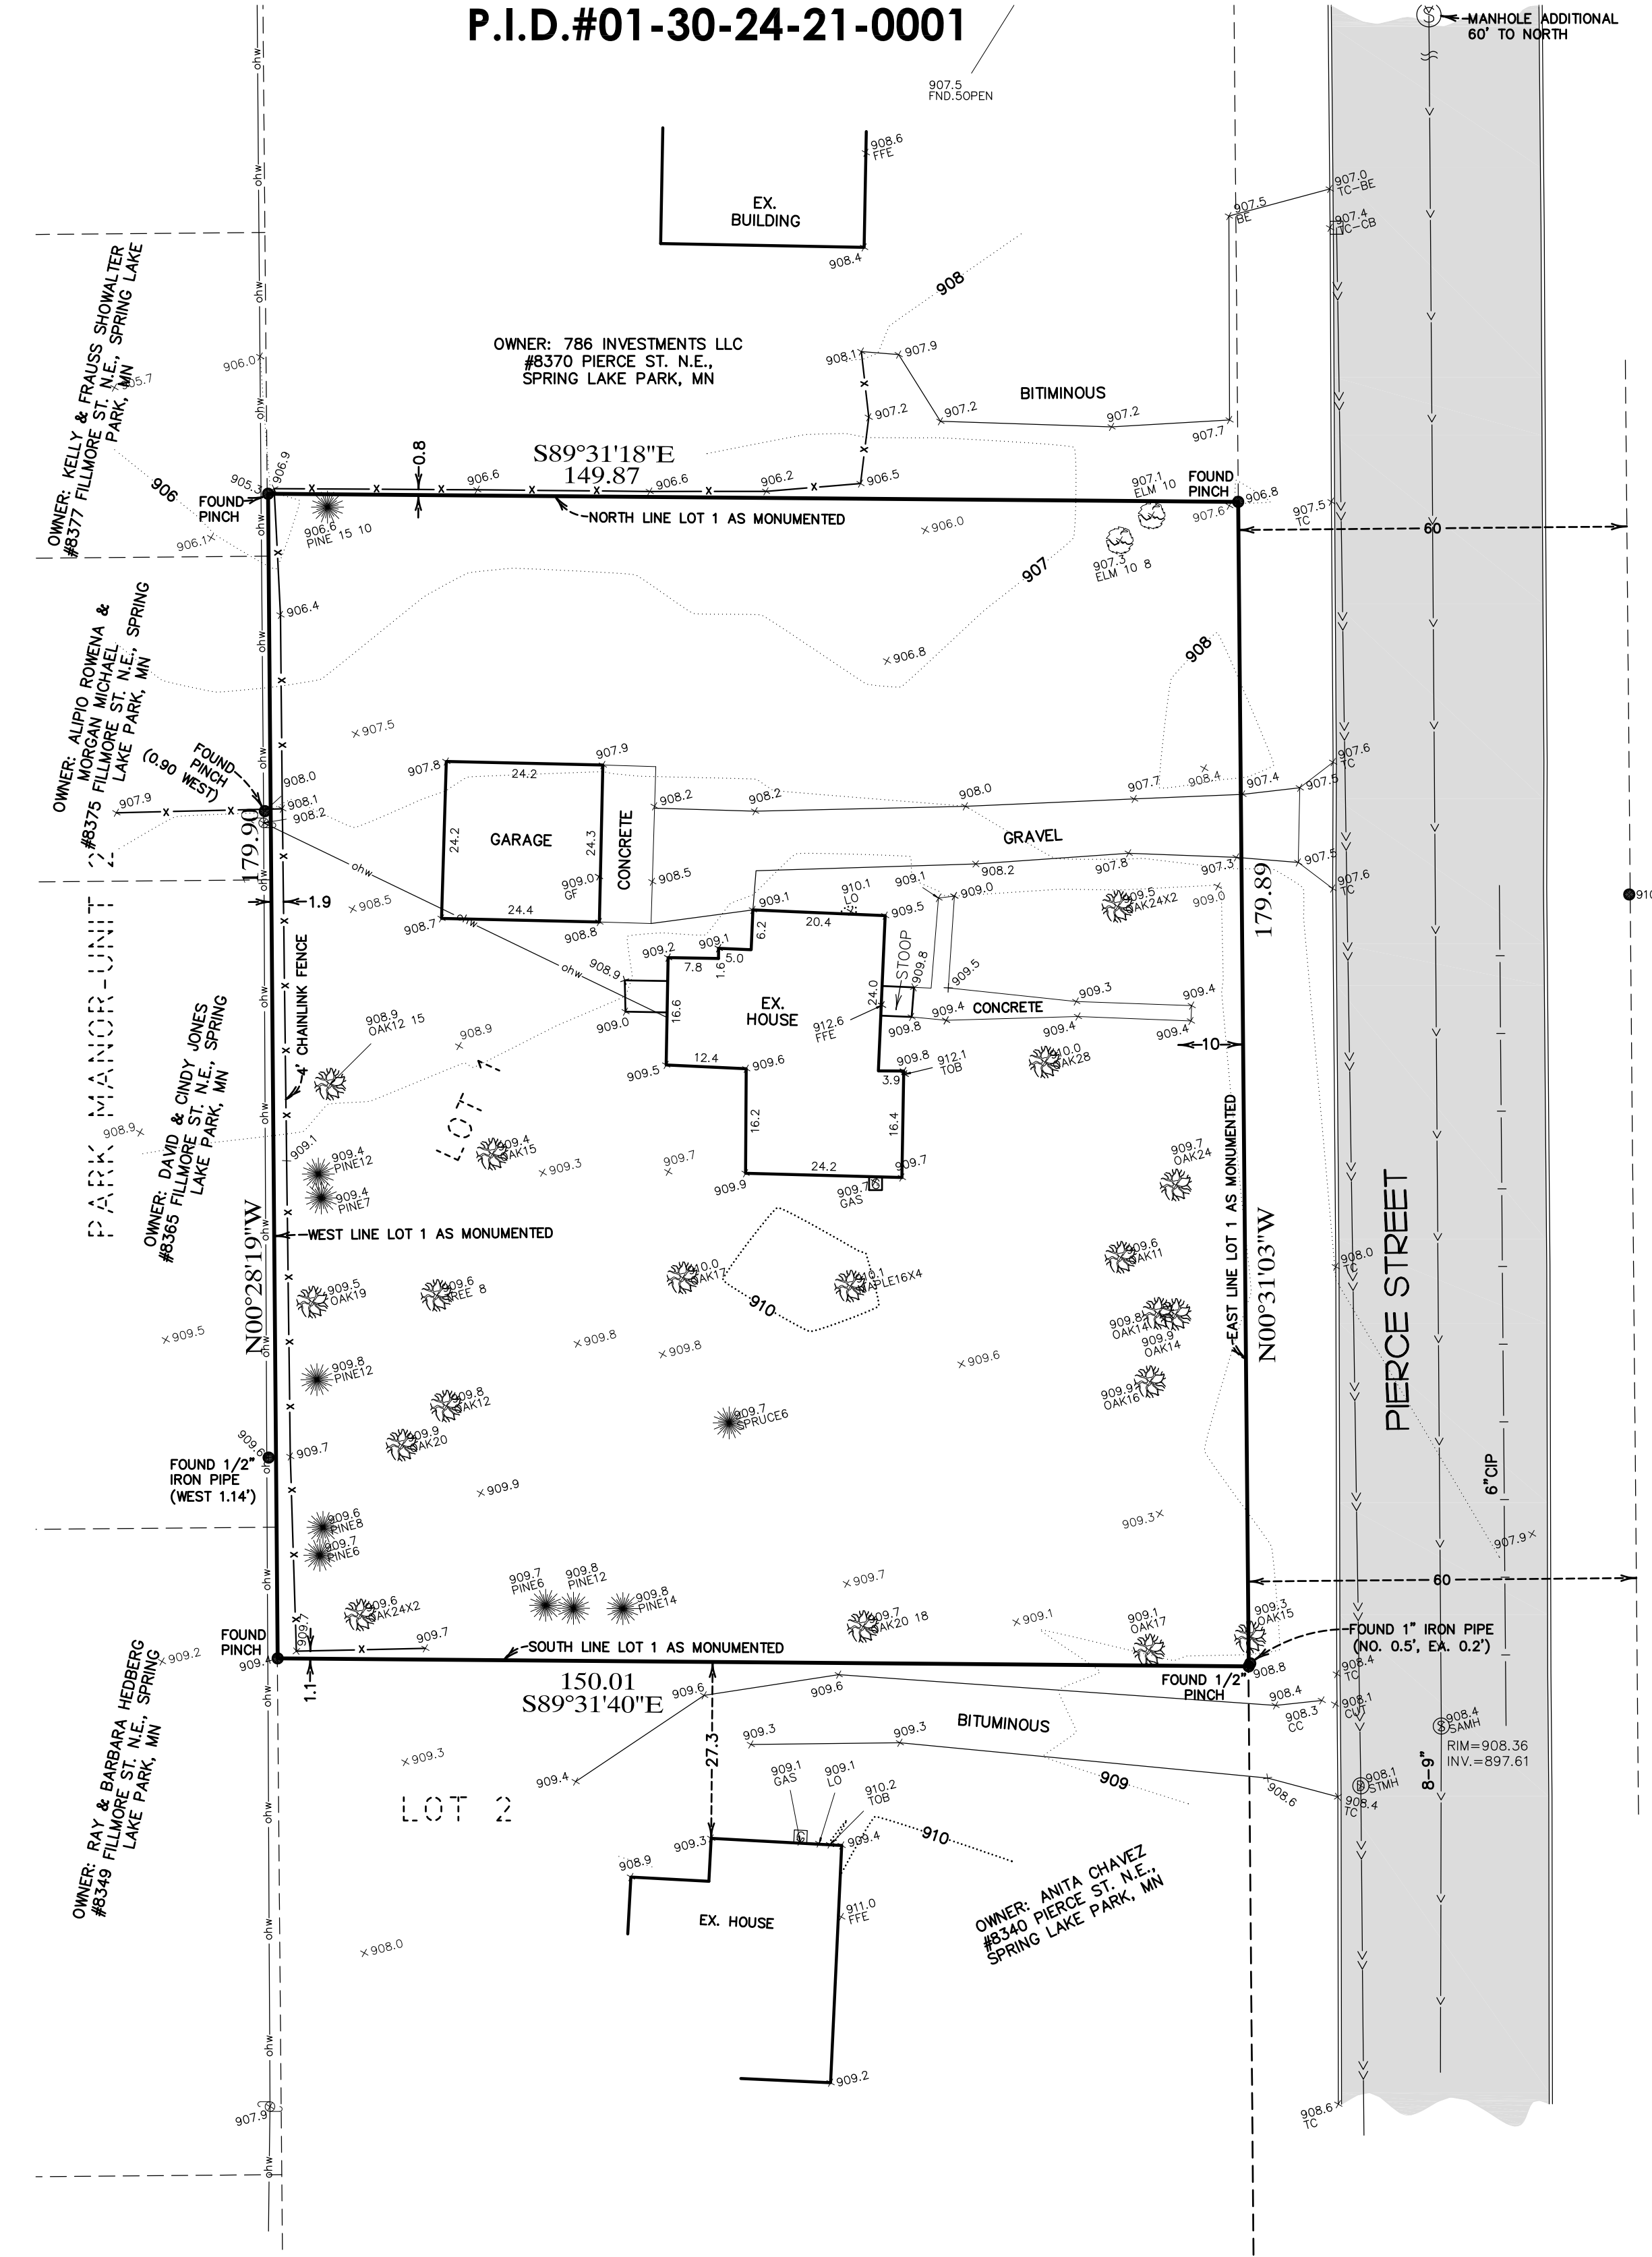 P.I.D.#01-30-24-21-0001
MANHOLE ADDITIONAL
60' TO NORTH
907.5
FND.5OPEN
908.6
FFE
EX.
BUILDING
908.4
907.0
TC-BE
907.5
BE
907.4
TC-CB
908
OWNER: KELLY & FRAUSS SHOWALTER
#8377 FILLMORE ST. N.E., SPRING LAKE
PARK, MN
906.0
905.7
OWNER: 786 INVESTMENTS LLC
#8370 PIERCE ST. N.E.,
SPRING LAKE PARK, MN
908.1
907.9
BITIMINOUS
907.2
907.2
907.2
907.7
906
905.3
906.9
0.8
S89°31'18"E
149.87
906.6
906.6
906.2
906.5
FOUND
PINCH
NORTH LINE LOT 1 AS MONUMENTED
907.1
ELM 10
FOUND
PINCH
906.8
907.6
907.5
TC
60
906.1
906.6
PINE 15 10
906.0
907.3
ELM 10 8
907
906.4
906.8
908
OWNER: ALIPIO ROWENA &
MORGAN MICHAEL
#8375 FILLMORE ST. N.E., SPRING
LAKE PARK, MN
907.5
FOUND
PINCH
(0.90 WEST)
907.9
908.0
908.1
908.2
179.90
907.8
907.9
24.2
24.2
GARAGE
24.3
CONCRETE
909.0
GF
24.4
908.7
908.8
908.2
908.2
908.0
907.7
908.4
907.4
907.5
907.6
TC
GRAVEL
908.5
908.2
907.8
907.3
907.5
907.6
TC
179.89
PARK MANOR UNIT 2
1.9
908.5
4' CHAINLINK FENCE
ohw
909.1
910.1
LO
909.1
909.0
909.5
OAK24X2
909.0
910
20.4
909.5
6.2
909.2
909.1
5.0
1.6
7.8
908.9
909.0
16.6
EX.
HOUSE
24.0
STOOP
909.8
909.5
909.3
909.4
909.4
CONCRETE
909.4
909.4
909.8
912.6
FFE
10
908.9
OAK12 15
908.9
12.4
909.5
909.6
909.8
912.1
TOB
3.9
910.0
OAK28
OWNER: DAVID & CINDY JONES
#8365 FILLMORE ST. N.E., SPRING
LAKE PARK, MN
908.9
LOT 1
909.1
909.4
PINE12
909.4
PINE7
909.4
OAK15
909.3
909.7
16.2
16.4
24.2
909.9
909.7
909.7
GAS
909.7
OAK24
EAST LINE LOT 1 AS MONUMENTED
N00°31'03"W
N00°28'19"W
WEST LINE LOT 1 AS MONUMENTED
909.6
OAK11
908.0
TC
PIERCE STREET
909.5
OAK19
909.6
TREE 8
910.0
OAK17
910
910.1
MAPLE16X4
909.8
OAK14
909.9
OAK14
909.5
909.8
909.8
909.6
909.8
PINE12
909.8
OAK12
909.9
OAK16
909.7
SPRUCE6
909.9
OAK20
909.6
909.7
FOUND 1/2"
IRON PIPE
(WEST 1.14')
909.9
909.3
907.9
6"CIP
909.6
PINE8
909.7
PINE6
909.7
PINE6
909.8
PINE12
909.8
PINE14
909.7
60
909.6
OAK24X2
909.7
OAK20 18
909.1
909.1
OAK17
909.3
OAK15
FOUND
PINCH
909.4
909.7
909.7
SOUTH LINE LOT 1 AS MONUMENTED
FOUND 1" IRON PIPE
(NO. 0.5', EA. 0.2')
FOUND 1/2"
PINCH
908.8
908.4
TC
1.1
150.01
S89°31'40"E
909.6
909.6
908.4
908.3
CC
908.1
CUT
OWNER: RAY & BARBARA HEDBERG
#8349 FILLMORE ST. N.E., SPRING
LAKE PARK, MN
909.2
27.3
909.3
909.3
BITUMINOUS
908.4
SAMH
RIM=908.36
INV.=897.61
8-9"
909.3
909.4
909.1
GAS
909.1
LO
910.2
TOB
909
908.6
908.1
STMH
908.4
TC
LOT 2
909.3
909.4
910
908.9
EX. HOUSE
911.0
FFE
OWNER: ANITA CHAVEZ
#8340 PIERCE ST. N.E.,
SPRING LAKE PARK, MN
908.0
909.2
907.9
908.6
TC